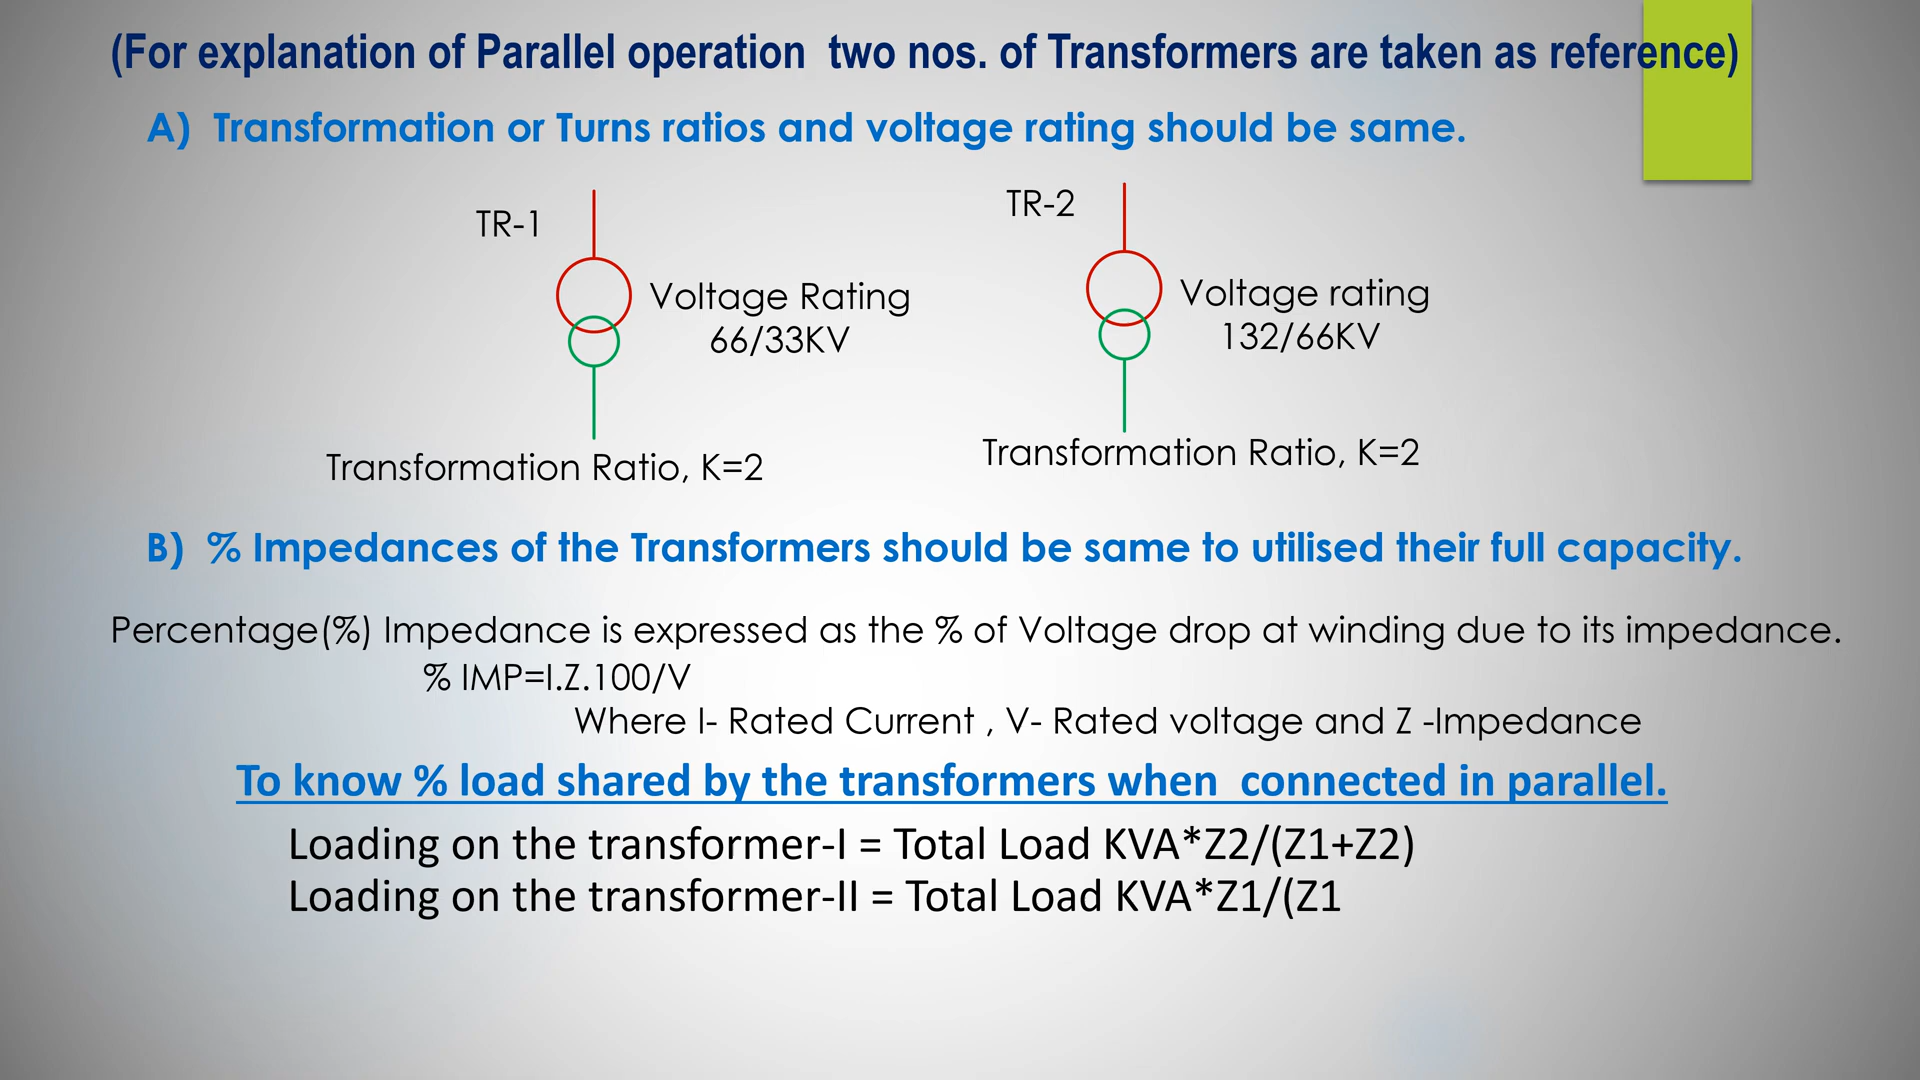 (For explanation of Parallel operation  two nos. of Transformers are taken as reference)
A)  Transformation or Turns ratios and voltage rating should be same.
TR-1
Voltage Rating
66/33KV
Transformation Ratio, K=2
TR-2
Voltage rating
132/66KV
Transformation Ratio, K=2
B)  % Impedances of the Transformers should be same to utilised their full capacity.
Percentage(%) Impedance is expressed as the % of Voltage drop at winding due to its impedance.
% IMP=I.Z.100/V
Where I- Rated Current , V- Rated voltage and Z -Impedance
To know % load shared by the transformers when  connected in parallel.
Loading on the transformer-I = Total Load KVA*Z2/(Z1+Z2)
Loading on the transformer-II = Total Load KVA*Z1/(Z1